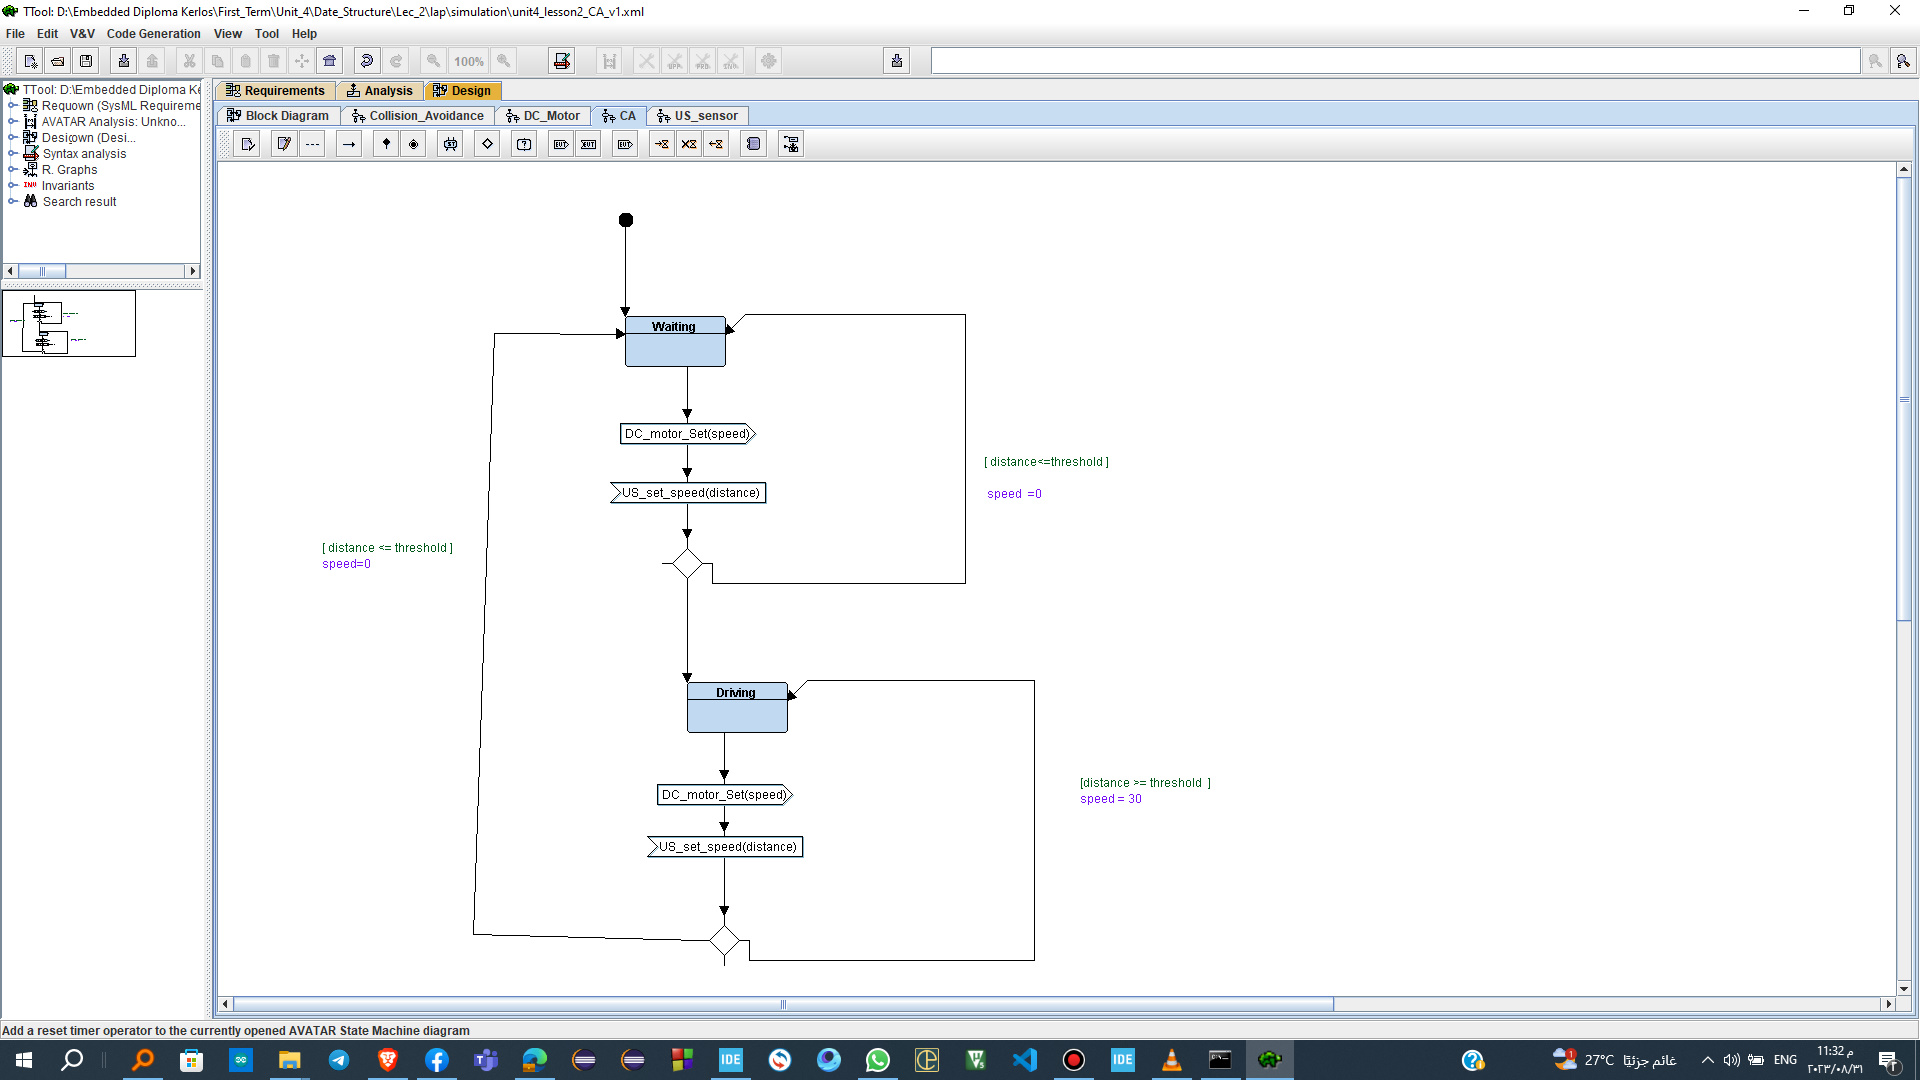 TTool: D:\Embedded Diploma Kerlos\First_Term\Unit_4\Date_Structure\Lec_2\lap\simulation\unit4_lesson2_CA_v1.xml
File Edit V&V Code Generation View Tool Help
100%
TTool: D:\Embedded Diploma Ke
Requown (SysML Requireme
AVATAR Analysis: Unkno...
Desigown (Desi...
Syntax analysis
R. Graphs
INV Invariants
Search result
Requirements Analysis Design
Block Diagram Collision_Avoidance DC_Motor CA US_sensor
Waiting
DC_motor_Set(speed)
US_set_speed(distance)
[ distance<=threshold ]
speed =0
[ distance <= threshold ]
speed=0
Driving
DC_motor_Set(speed)
US_set_speed(distance)
[distance >= threshold ]
speed = 30
Add a reset timer operator to the currently opened AVATAR State Machine diagram
IDE
IDE
1
27°C غائم جزئيًا
ENG
11:32 م
٢٠٢٣/٠٨/٣١